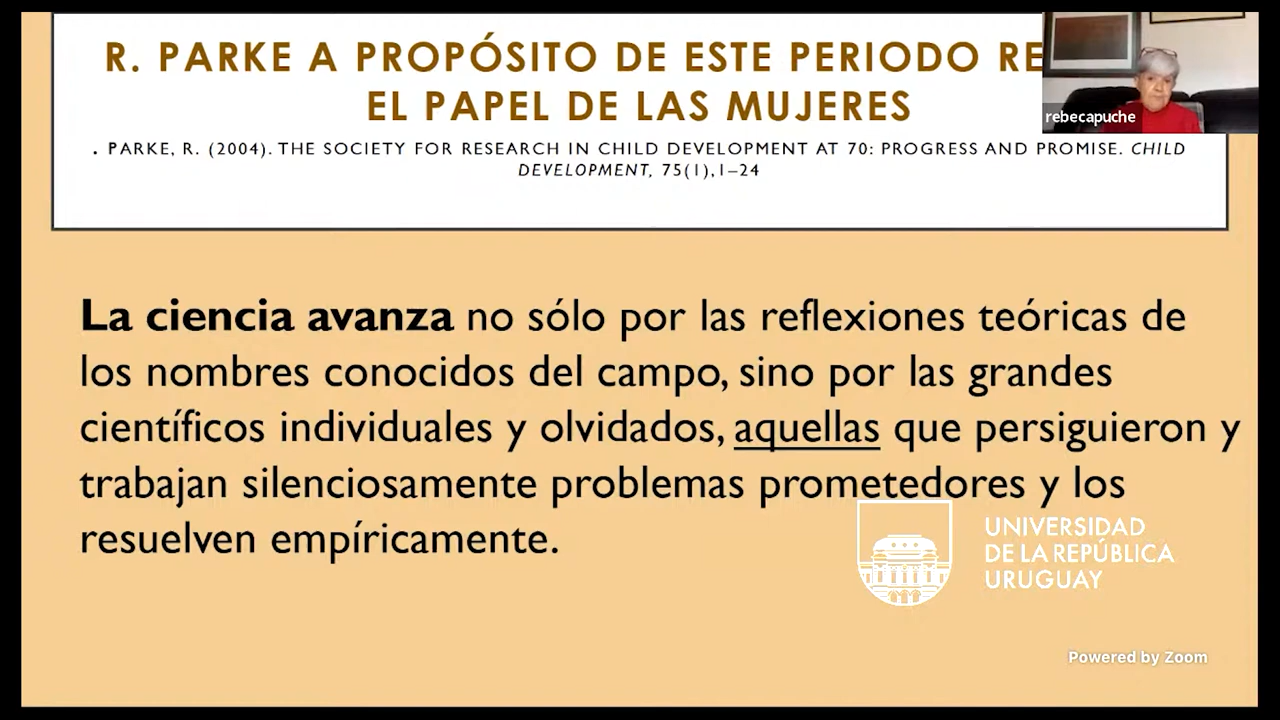 R. PARKE A PROPÓSITO DE ESTE PERIODO RE
EL PAPEL DE LAS MUJERES
. PARKE, R. (2004). THE SOCIETY FOR RESEARCH IN CHILD DEVELOPMENT AT 70: PROGRESS AND PROMISE. CHILD
DEVELOPMENT, 75(1),1–24
rebecapuche
La ciencia avanza no sólo por las reflexiones teóricas de
los nombres conocidos del campo, sino por las grandes
científicos individuales y olvidados, aquellas que persiguieron y
trabajan silenciosamente problemas prometedores y los
resuelven empíricamente.
UNIVERSIDAD
DE LA REPÚBLICA
URUGUAY
Powered by Zoom